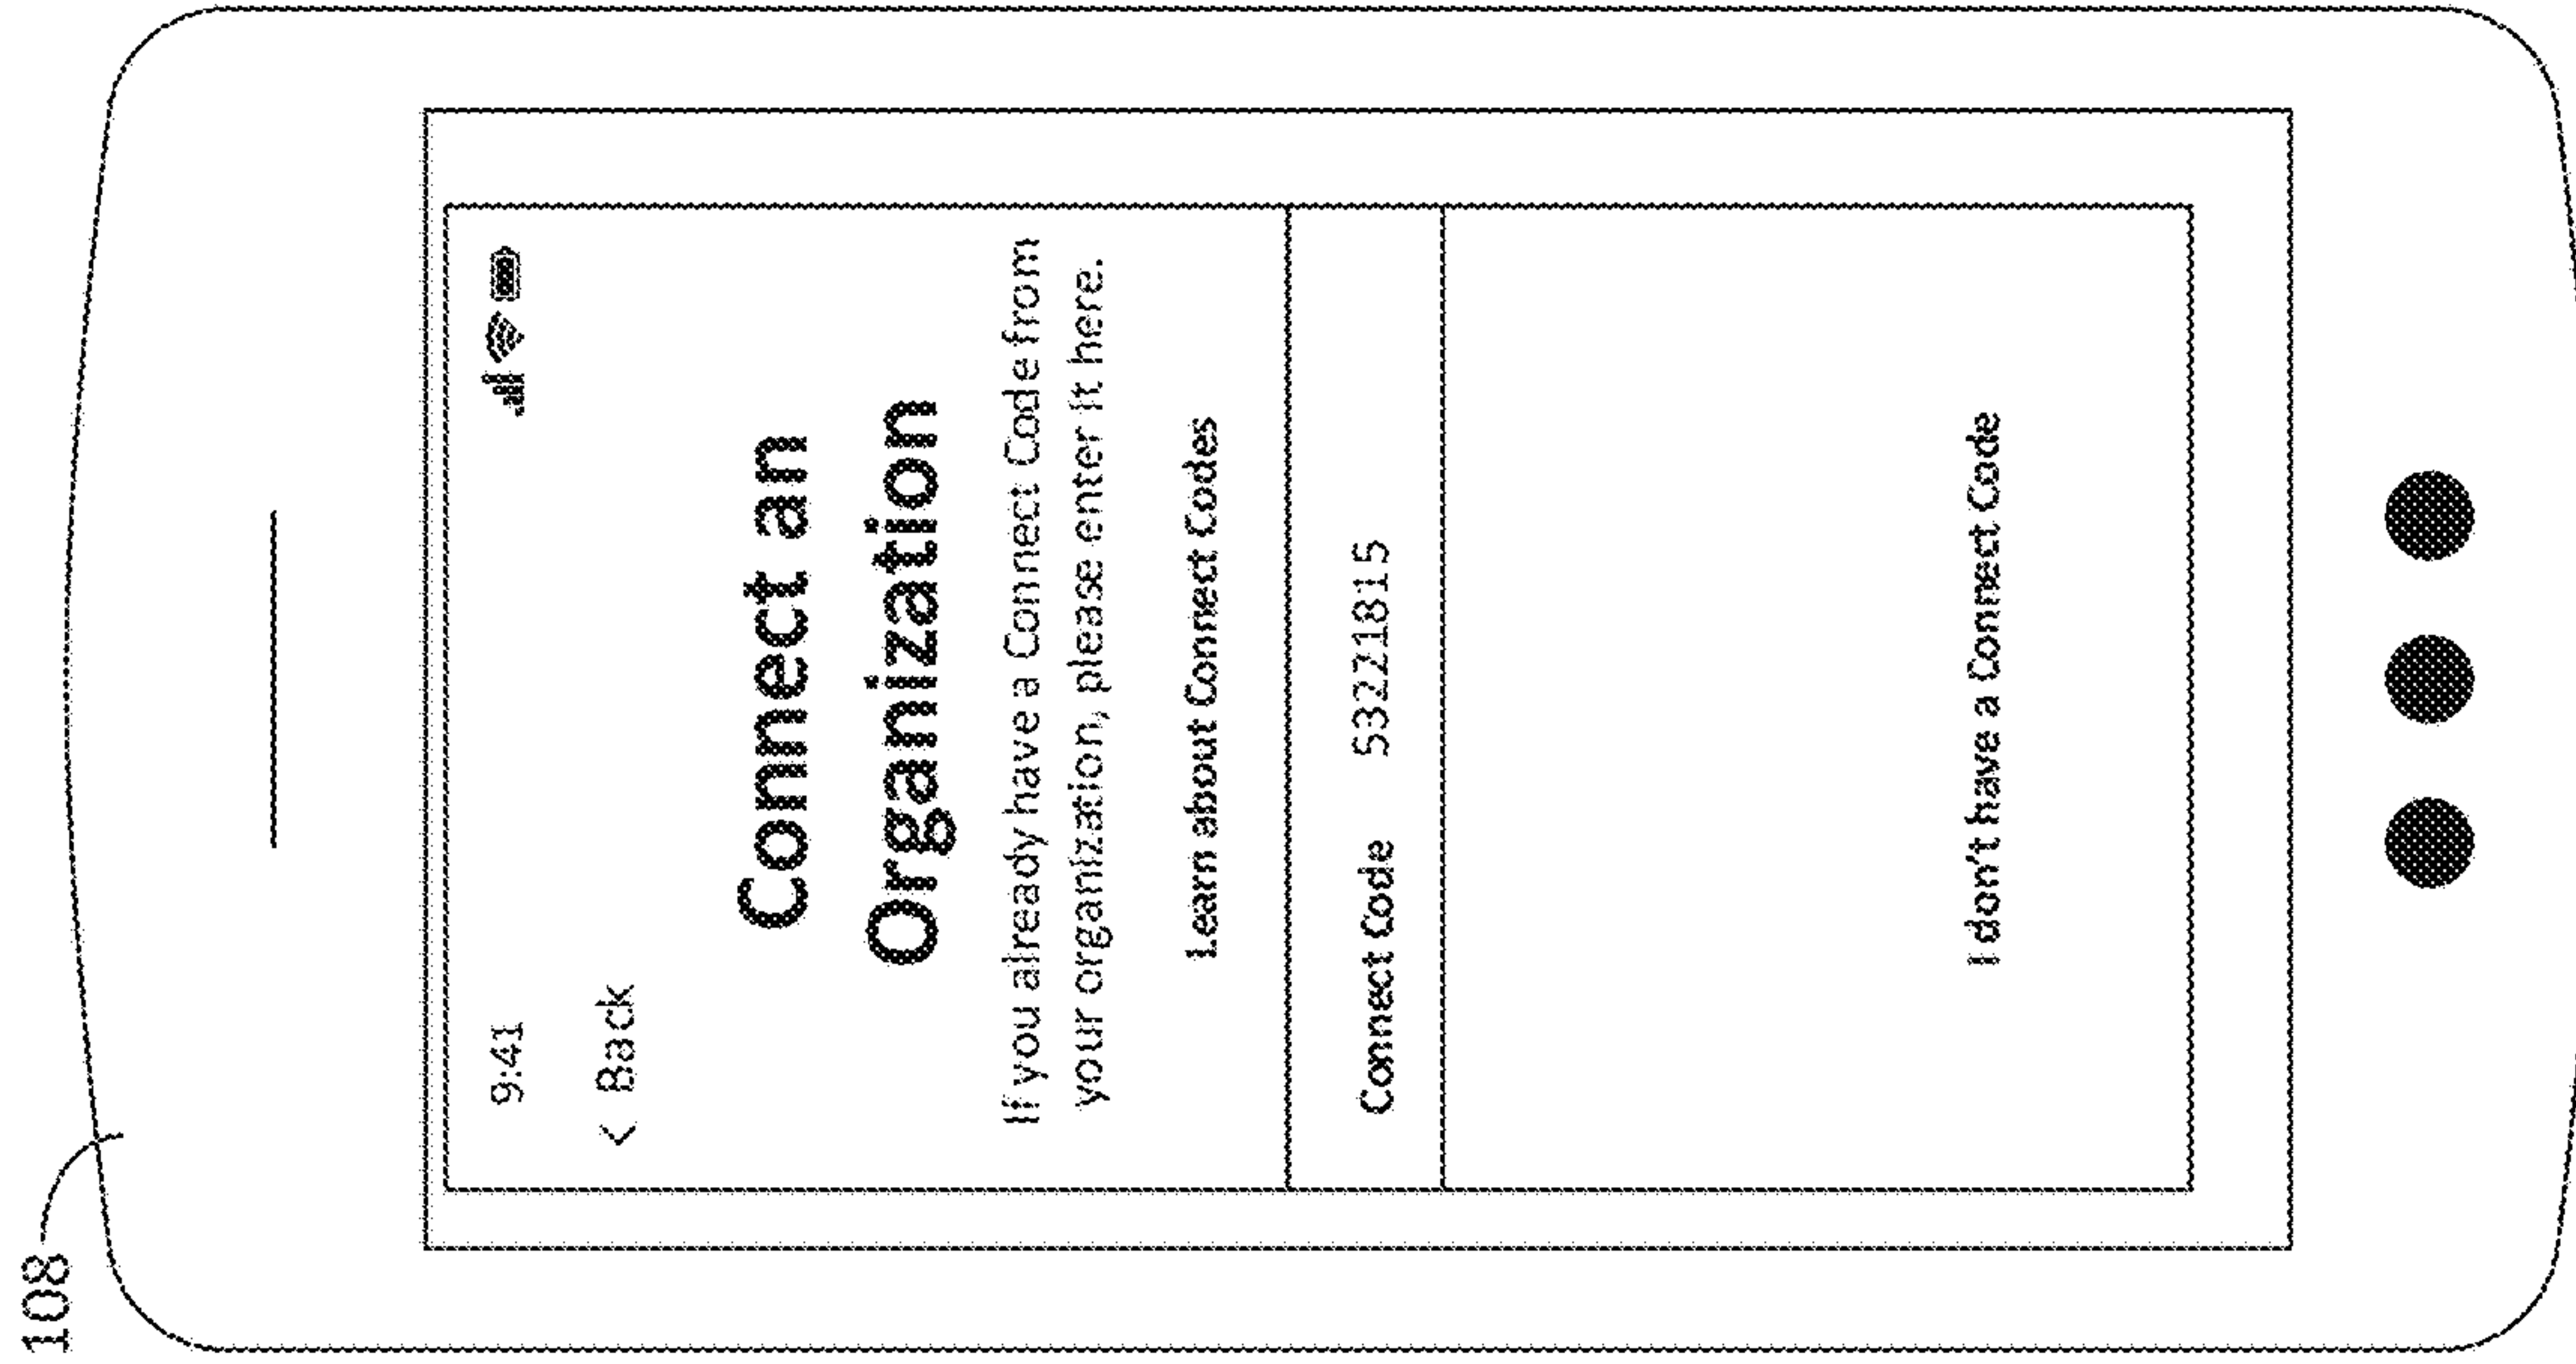 108
9:41
< Back
Connect an
Organization
If you already have a Connect Code from
your organization, please enter it here.
Learn about Connect Codes
Connect Code 53221815
I don't have a Connect Code